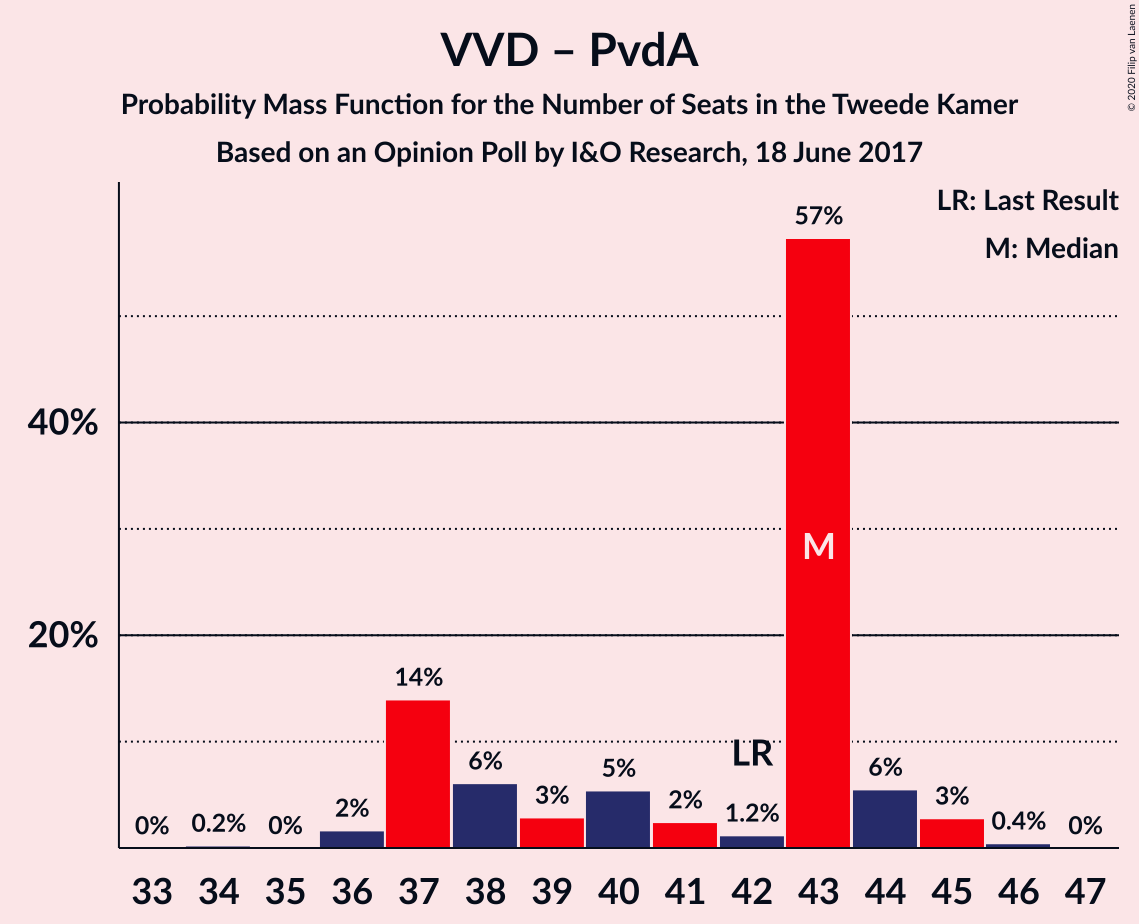 VVD – PvdA
Probability Mass Function for the Number of Seats in the Tweede Kamer
Based on an Opinion Poll by I&O Research, 18 June 2017
© 2020 Filip van Laenen
LR: Last Result
M: Median
57%
40%
M
20%
14%
LR
6%
5%
6%
3%
3%
2%
2%
1.2%
0%
0.2%
0%
0.4%
0%
33 34 35 36 37 38 39 40 41 42 43 44 45 46 47